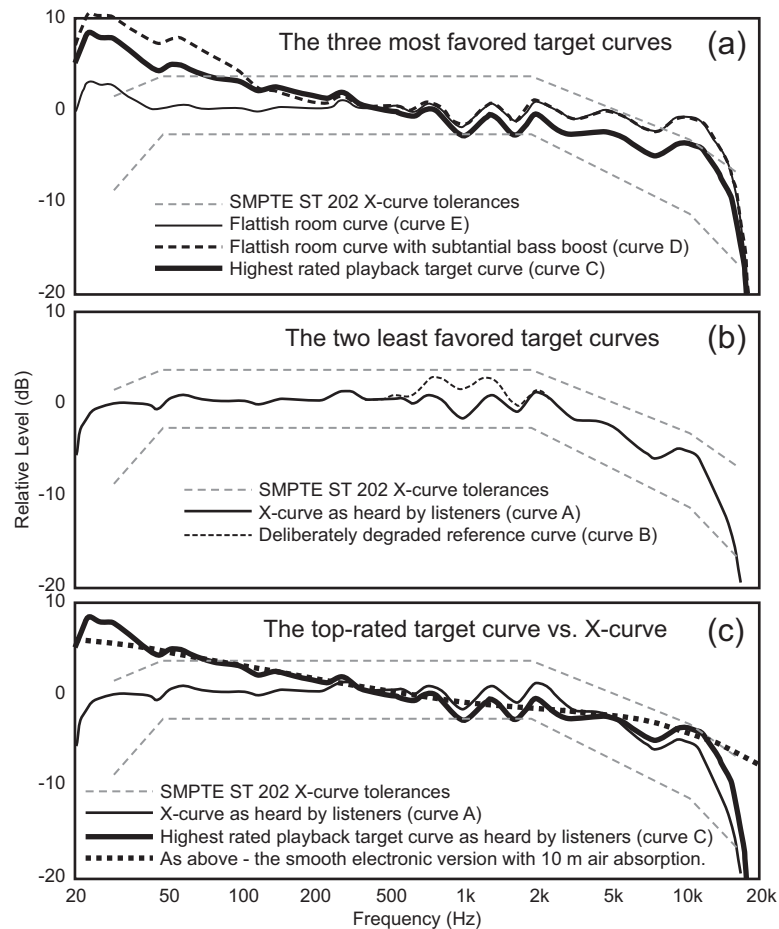 10
The three most favored target curves
(a)
0
-10
SMPTE ST 202 X-curve tolerances
Flattish room curve (curve E)
Flattish room curve with subtantial bass boost (curve D)
Highest rated playback target curve (curve C)
-20
10
The two least favored target curves
(b)
0
Relative Level (dB)
-10
SMPTE ST 202 X-curve tolerances
X-curve as heard by listeners (curve A)
Deliberately degraded reference curve (curve B)
-20
10
The top-rated target curve vs. X-curve
(c)
0
-10
SMPTE ST 202 X-curve tolerances
X-curve as heard by listeners (curve A)
Highest rated playback target curve as heard by listeners (curve C)
As above - the smooth electronic version with 10 m air absorption.
-20
20 50 100 200 500 1k 2k 5k 10k 20k
Frequency (Hz)